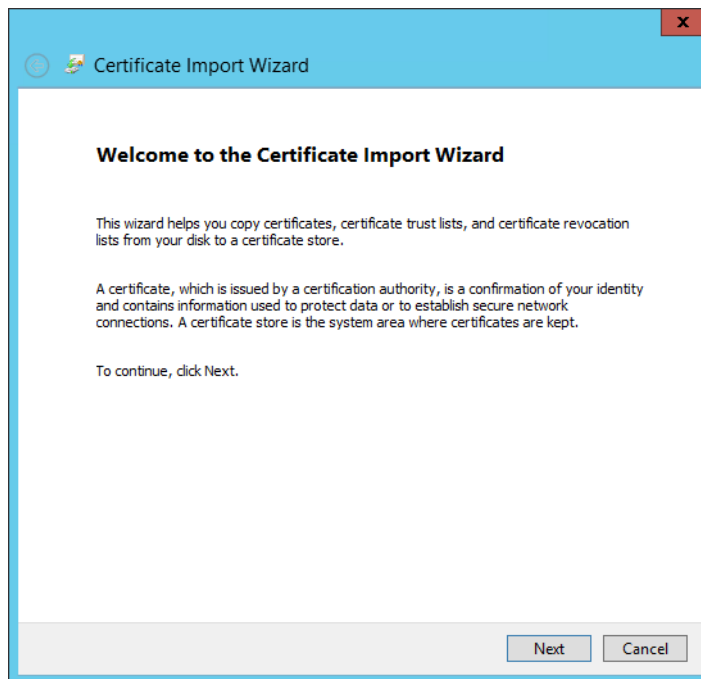 x
Certificate Import Wizard
Welcome to the Certificate Import Wizard
This wizard helps you copy certificates, certificate trust lists, and certificate revocation
lists from your disk to a certificate store.
A certificate, which is issued by a certification authority, is a confirmation of your identity
and contains information used to protect data or to establish secure network
connections. A certificate store is the system area where certificates are kept.
To continue, click Next.
Next Cancel